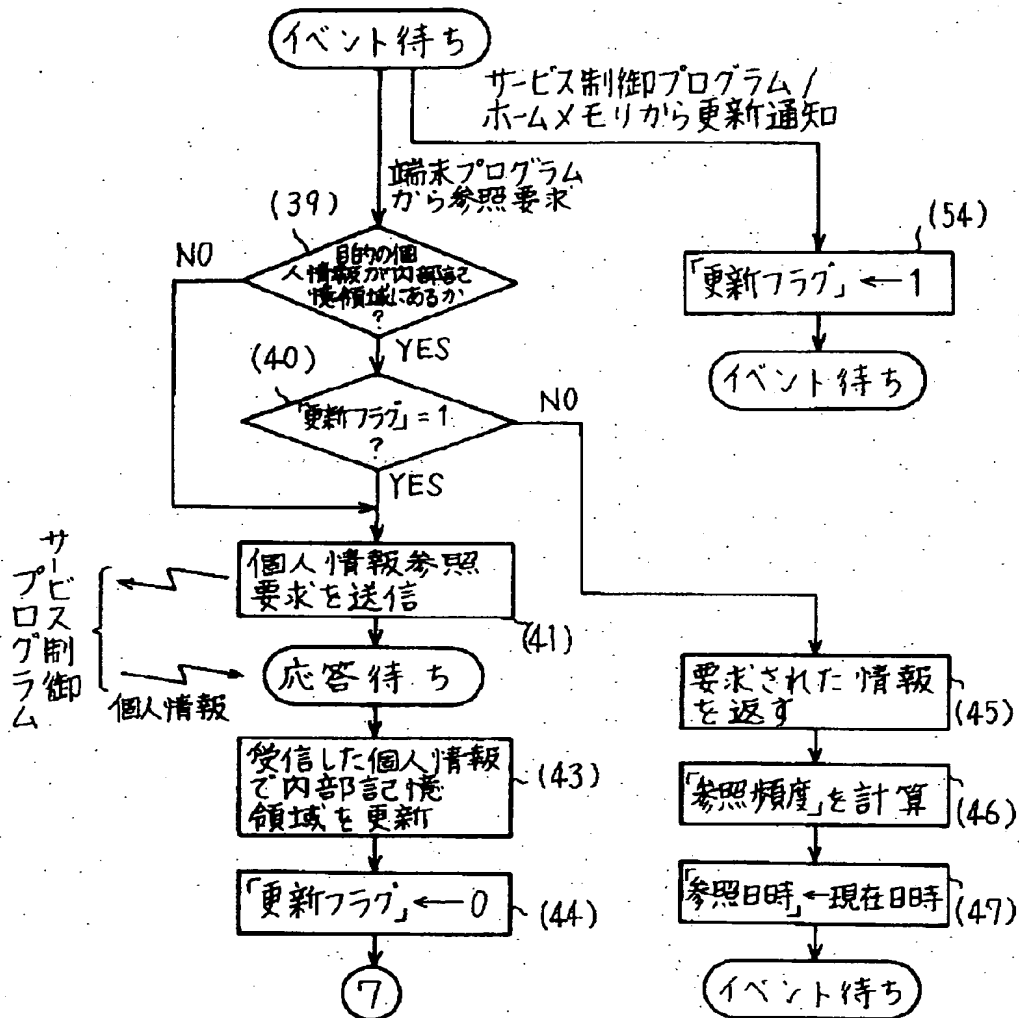 イベント待ち
サービス制御プログラム/
ホームメモリから更新通知
端末プログラム
から参照要求
(39)
NO
目的の個
人情報が内部記
憶領域にあるか
?
YES
(54)
「更新フラグ」←1
イベント待ち
(40)
「更新フラグ」=1
?
NO
YES
サービス制御
プログラム
個人情報参照
要求を送信
(41)
応答待ち
個人情報
受信した個人情報
で内部記憶
領域を更新
(43)
「更新フラグ」←0
(44)
7
要求された情報
を返す
(45)
「参照頻度」を計算
(46)
「参照日時」←現在日時
(47)
イベント待ち